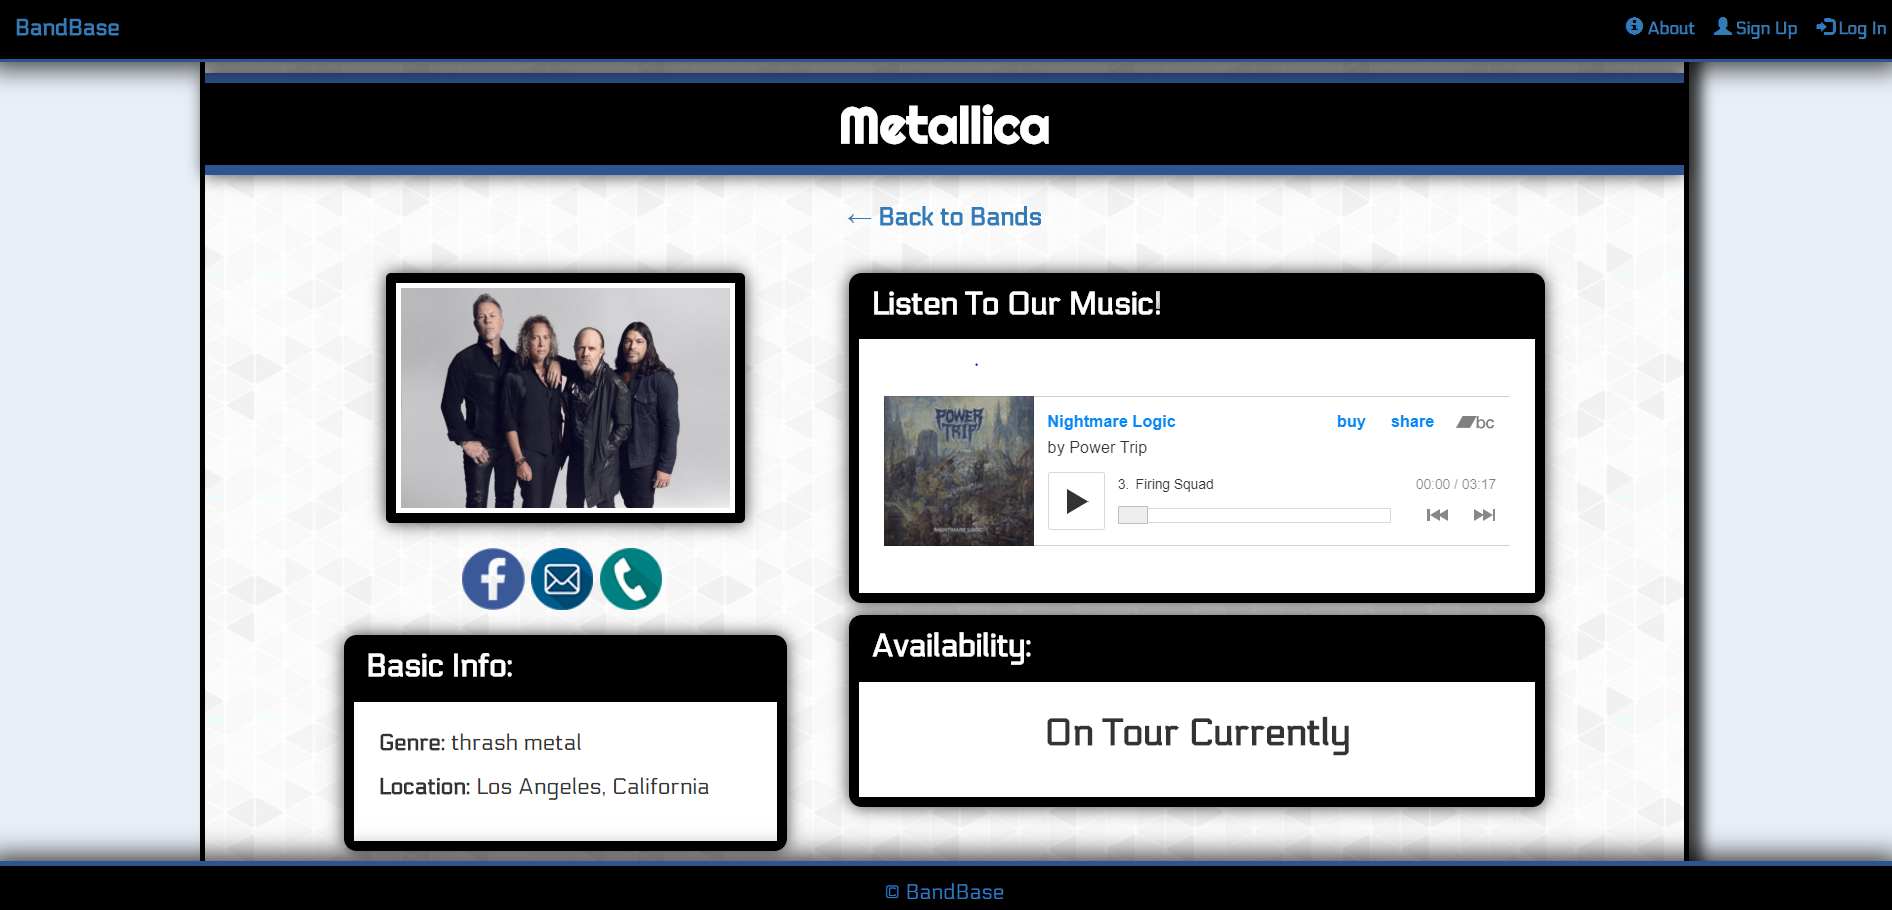 BandBase
About
Sign Up
Log In
Metallica
← Back to Bands
Listen To Our Music!
POWER
TRIP
NIGHTMARE LOGIC
Nightmare Logic
buy
share
bc
by Power Trip
3. Firing Squad
00:00 / 03:17
Basic Info:
Genre: thrash metal
Location: Los Angeles, California
Availability:
On Tour Currently
© BandBase